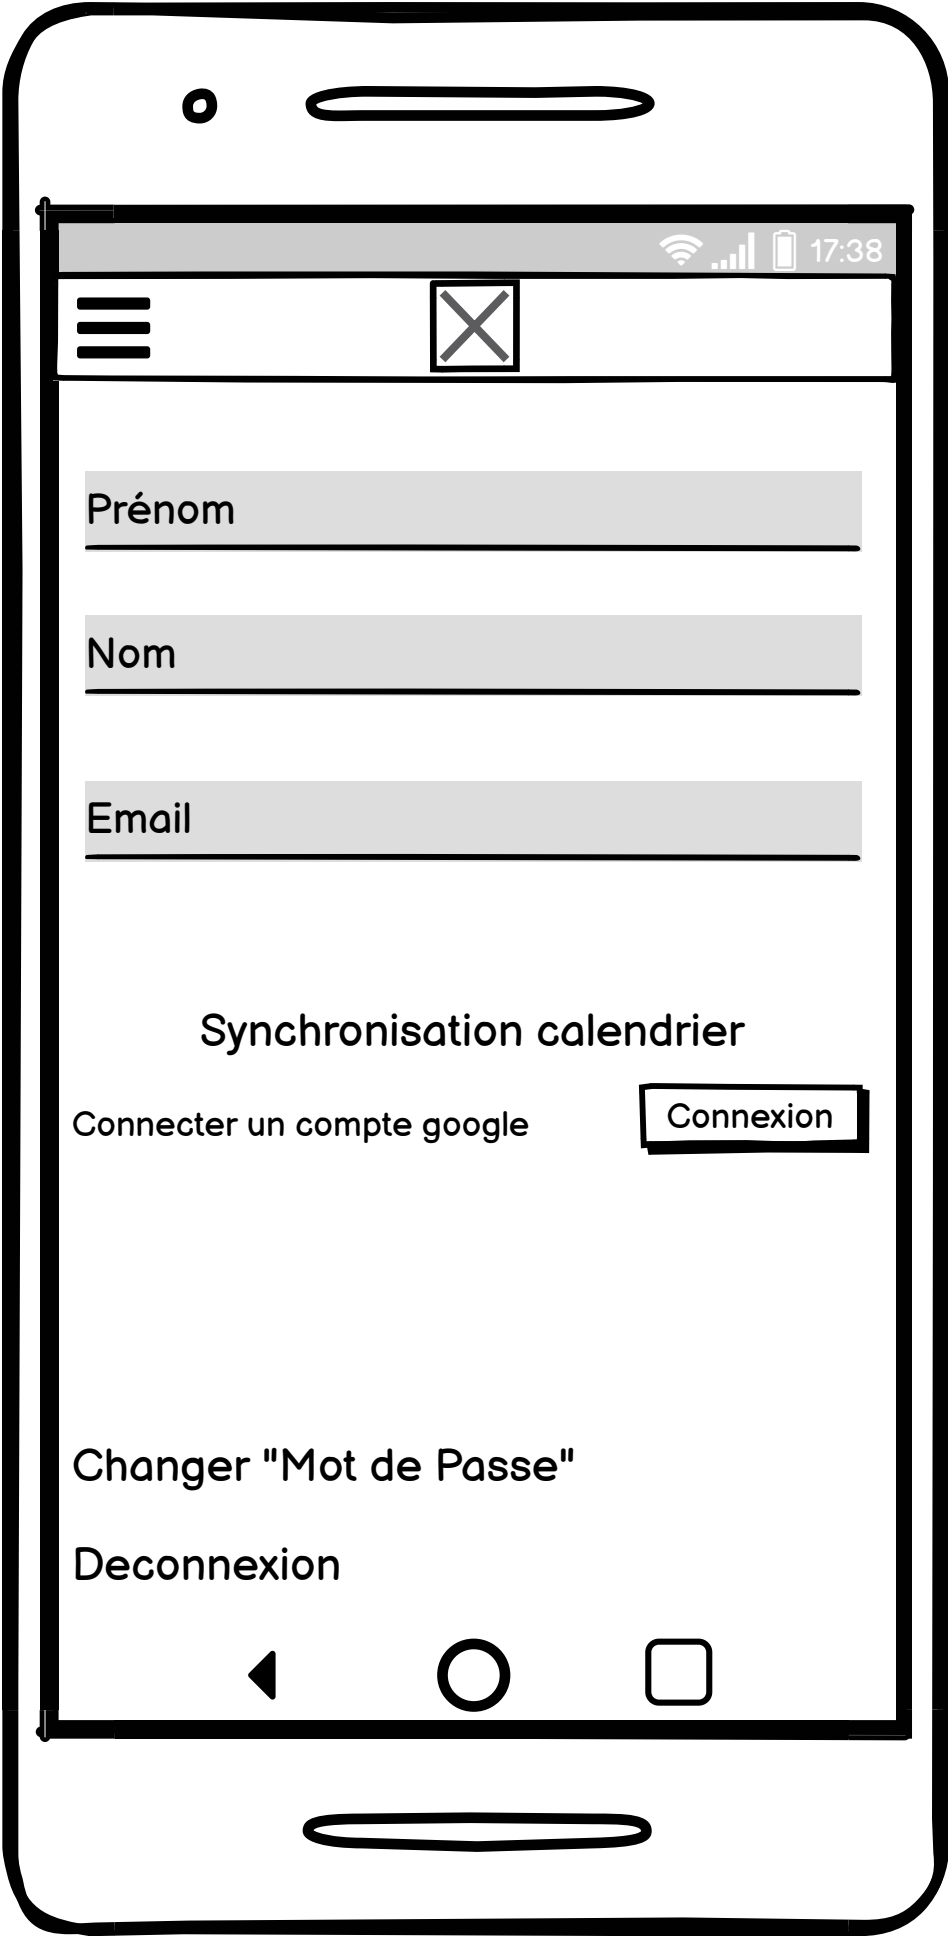 17:38
Prénom
Nom
Email
Synchronisation calendrier
Connecter un compte google
Connexion
Changer "Mot de Passe"
Deconnexion